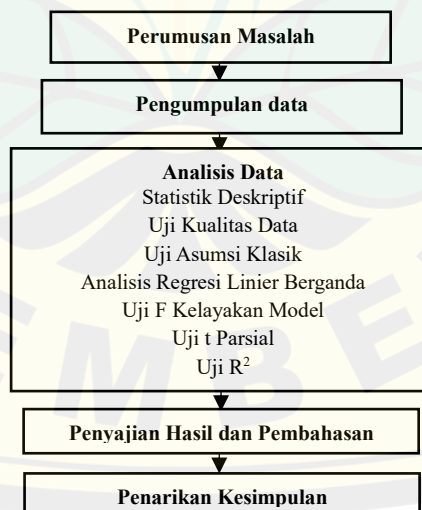 Perumusan Masalah
Pengumpulan data
Analisis Data
Statistik Deskriptif
Uji Kualitas Data
Uji Asumsi Klasik
Analisis Regresi Linier Berganda
Uji F Kelayakan Model
Uji t Parsial
Uji R²
Penyajian Hasil dan Pembahasan
Penarikan Kesimpulan